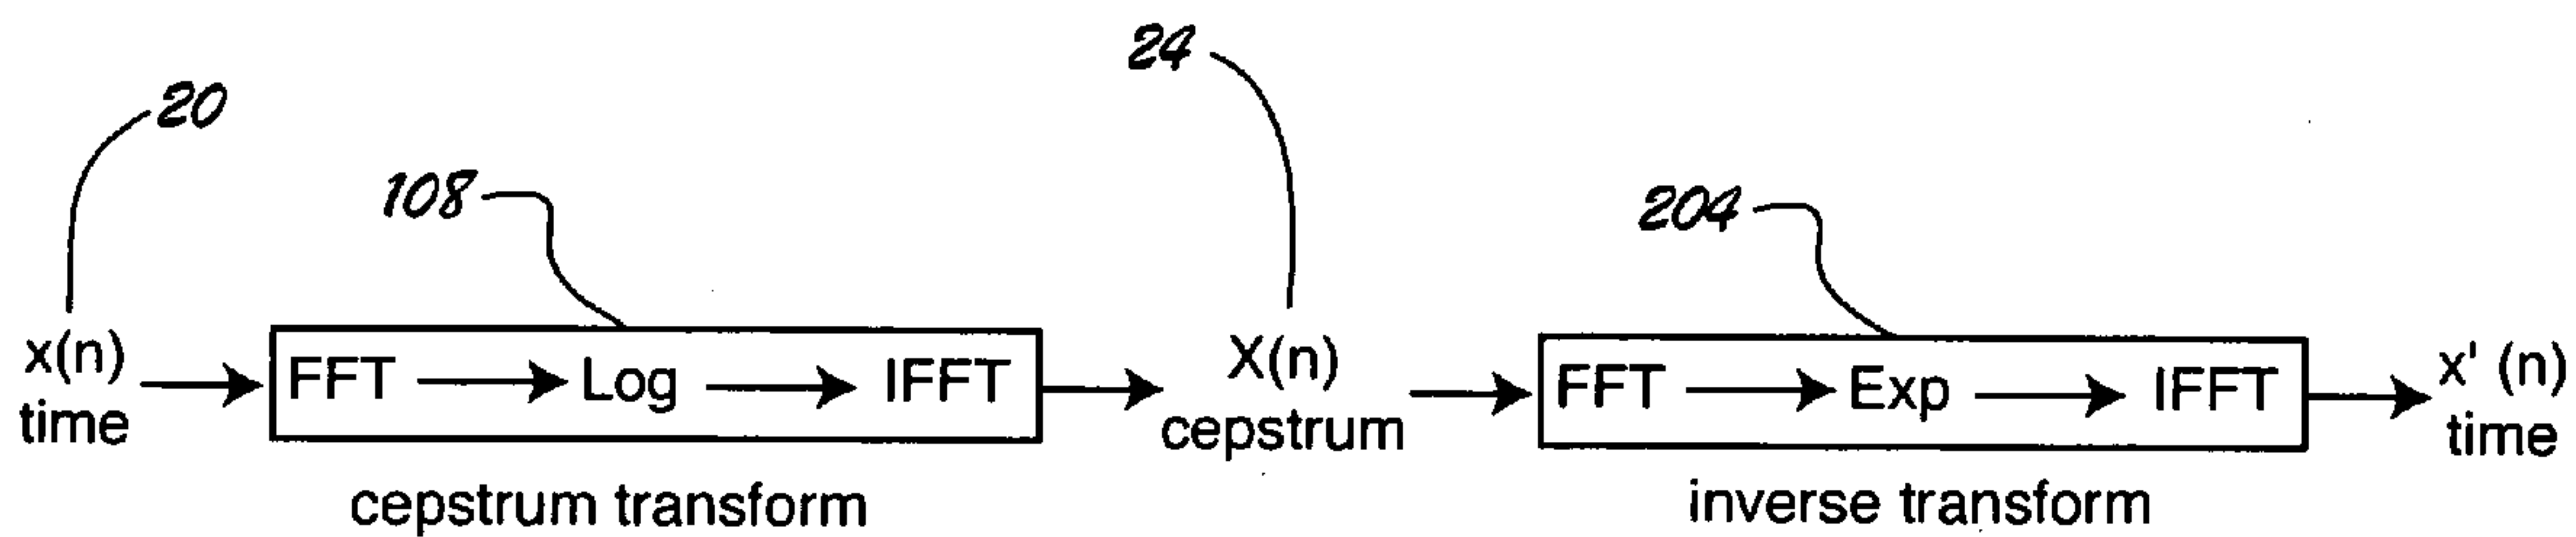 20
108
24
204
x(n)
time
FFT Log IFFT
cepstrum transform
X(n)
cepstrum
FFT Exp IFFT
inverse transform
x' (n)
time